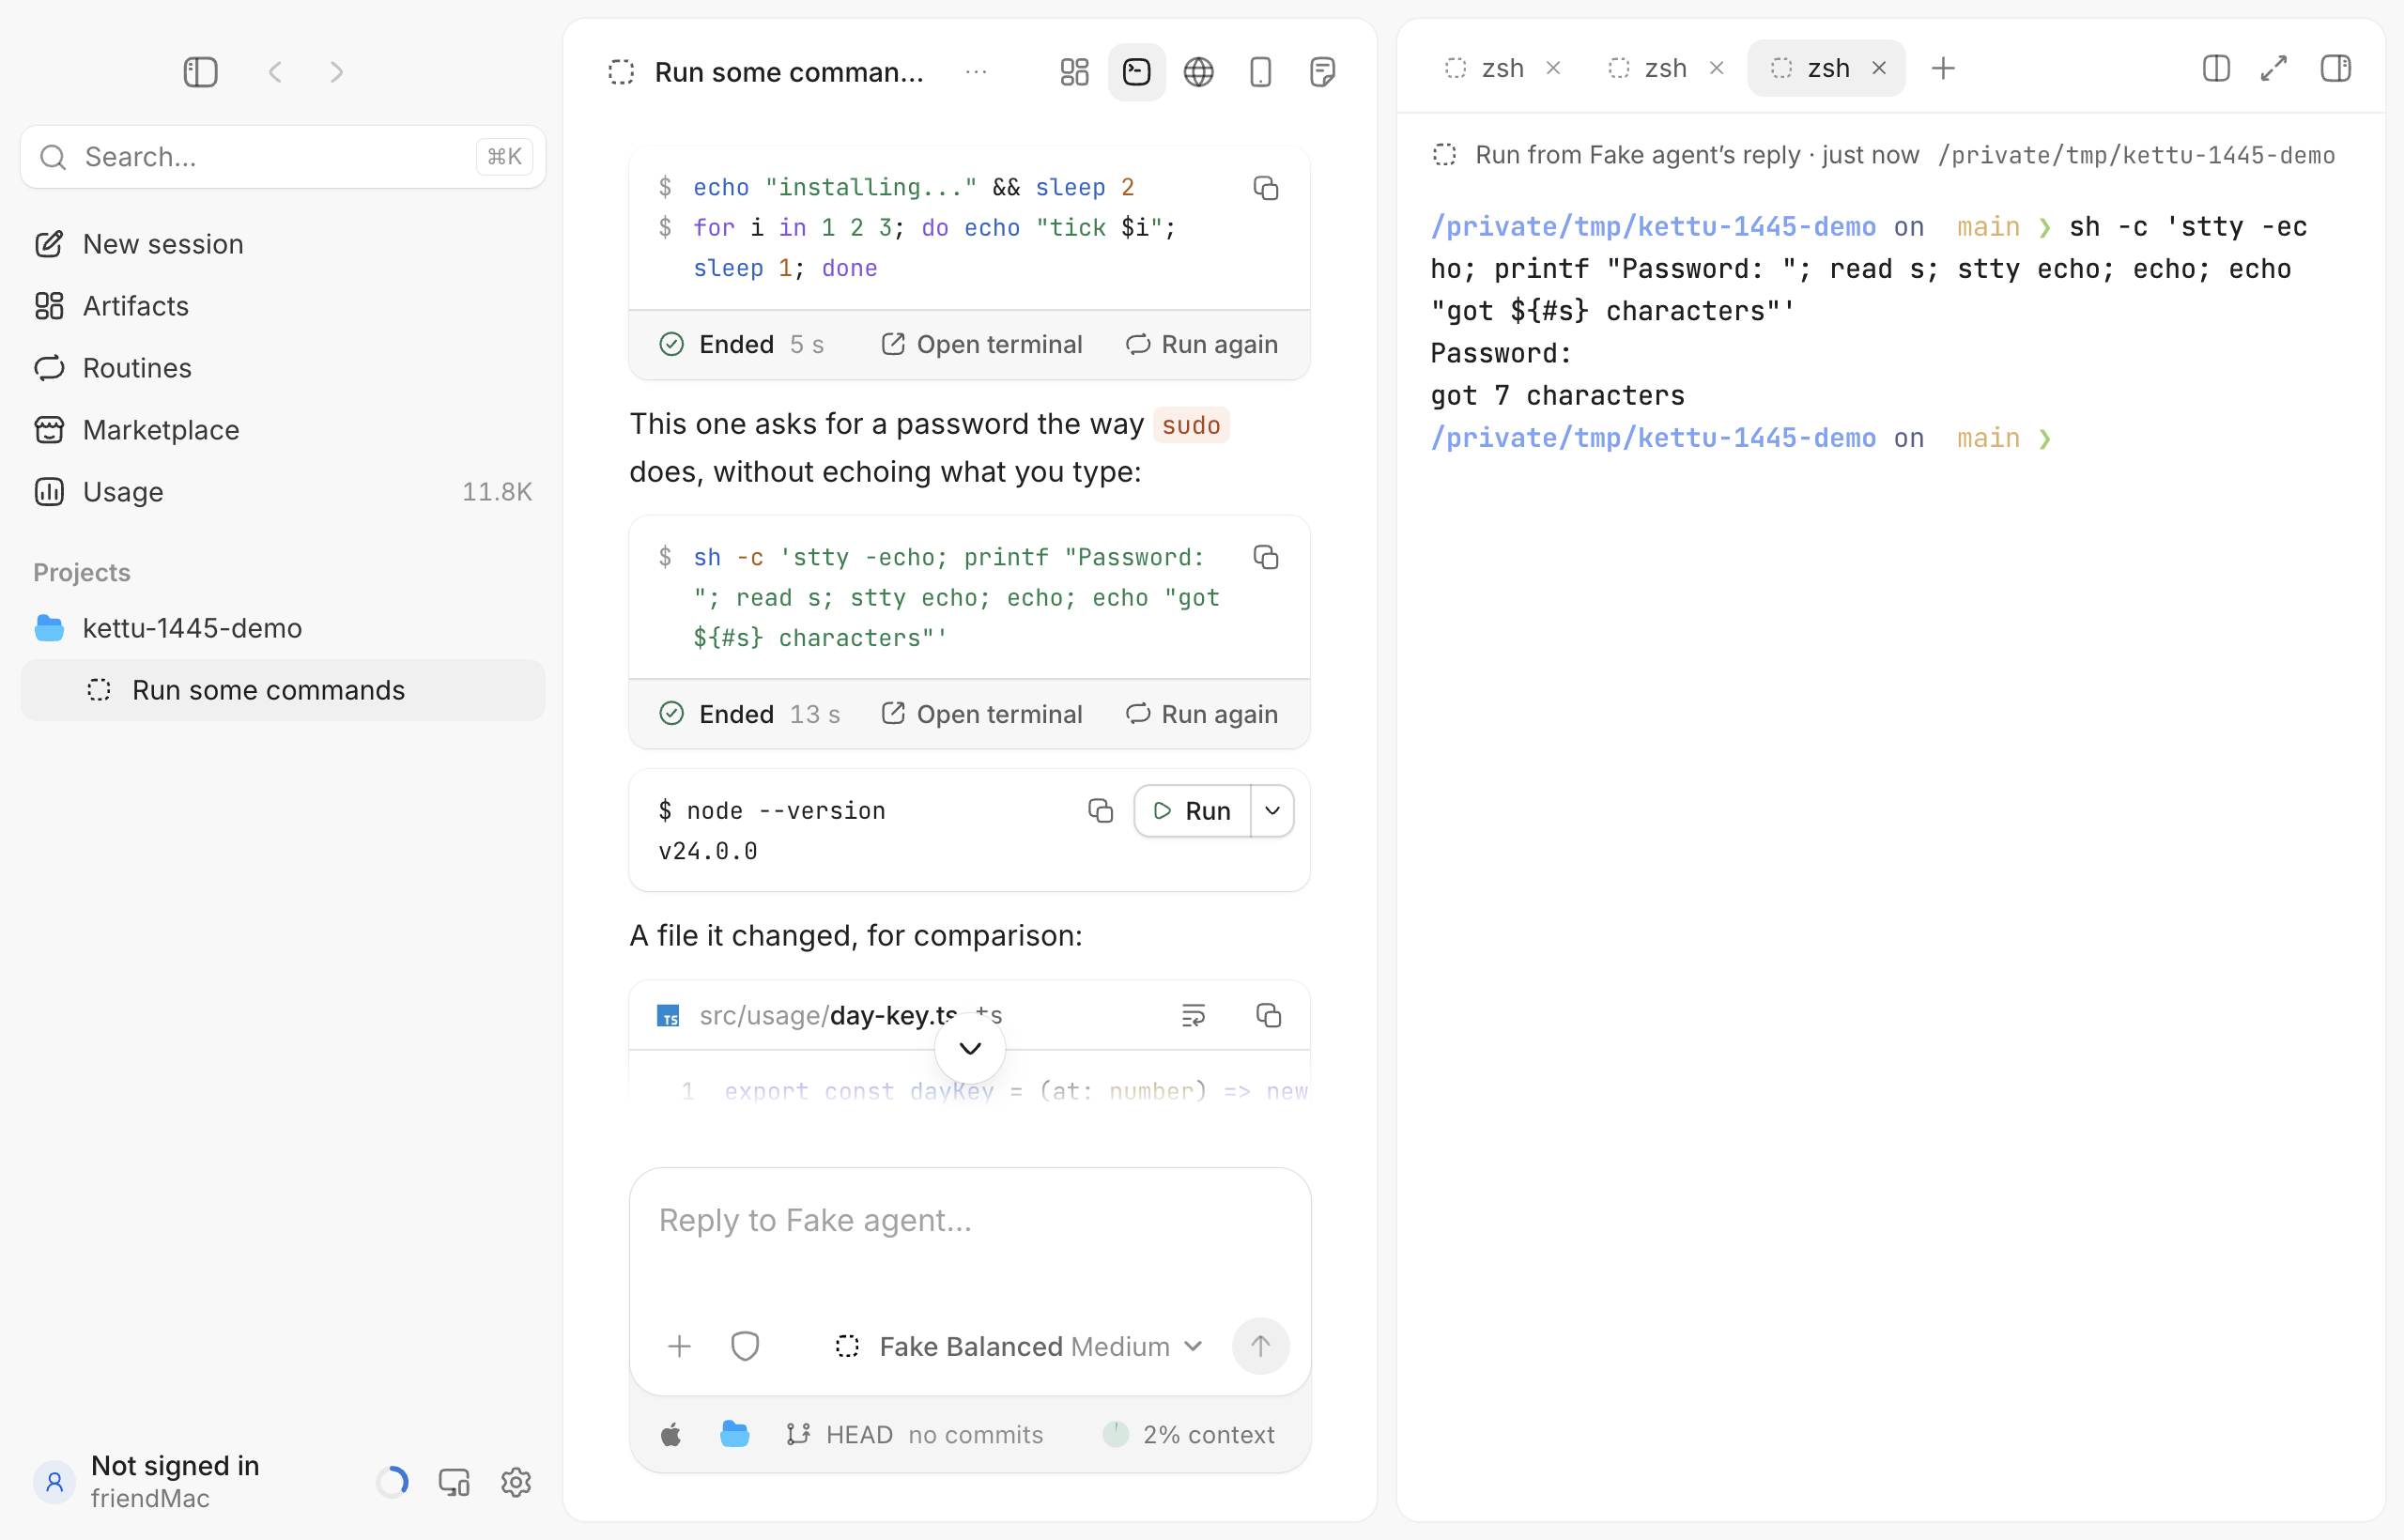 Search...
⌘K
New session
Artifacts
Routines
Marketplace
Usage
11.8K
Projects
kettu-1445-demo
Run some commands
Not signed in
friendMac
Run some comman...
$ echo "installing..." && sleep 2
$ for i in 1 2 3; do echo "tick $i";
sleep 1; done
Ended 5 s
Open terminal
Run again
This one asks for a password the way sudo
does, without echoing what you type:
$ sh -c 'stty -echo; printf "Password:
"; read s; stty echo; echo; echo "got
${#s} characters"'
Ended 13 s
Open terminal
Run again
$ node --version
v24.0.0
Run
A file it changed, for comparison:
TS
src/usage/day-key.ts ts
1 export const dayKey = (at: number) => new
Reply to Fake agent...
Fake Balanced Medium
HEAD no commits
2% context
zsh
zsh
zsh
Run from Fake agent’s reply · just now /private/tmp/kettu-1445-demo
/private/tmp/kettu-1445-demo on main ❯ sh -c 'stty -ec
ho; printf "Password: "; read s; stty echo; echo; echo
"got ${#s} characters"'
Password:
got 7 characters
/private/tmp/kettu-1445-demo on main ❯